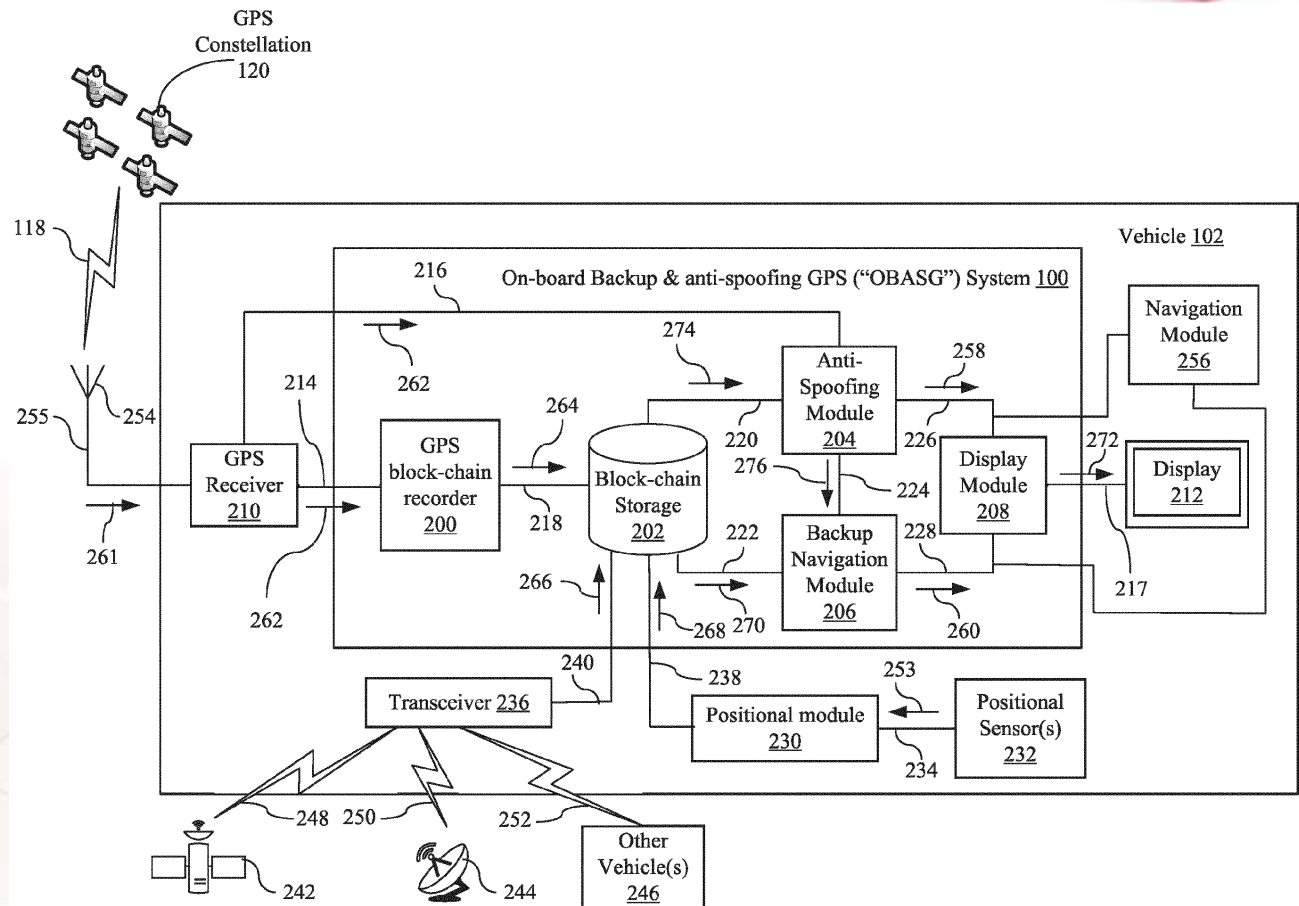 GPS
Constellation
120
118
Vehicle 102
On-board Backup & anti-spoofing GPS (“OBASG”) System 100
216
262
274
258
Navigation
Module
256
255
254
214
264
Anti-
Spoofing
Module
204
220
226
272
GPS
Receiver
210
GPS
block-chain
recorder
200
218
Block-chain
Storage
202
276
224
Display
Module
208
Display
212
217
261
262
222
Backup
Navigation
Module
206
228
266
268
270
260
240
238
253
Transceiver 236
Positional module
230
234
Positional
Sensor(s)
232
248
250
252
242
244
Other
Vehicle(s)
246